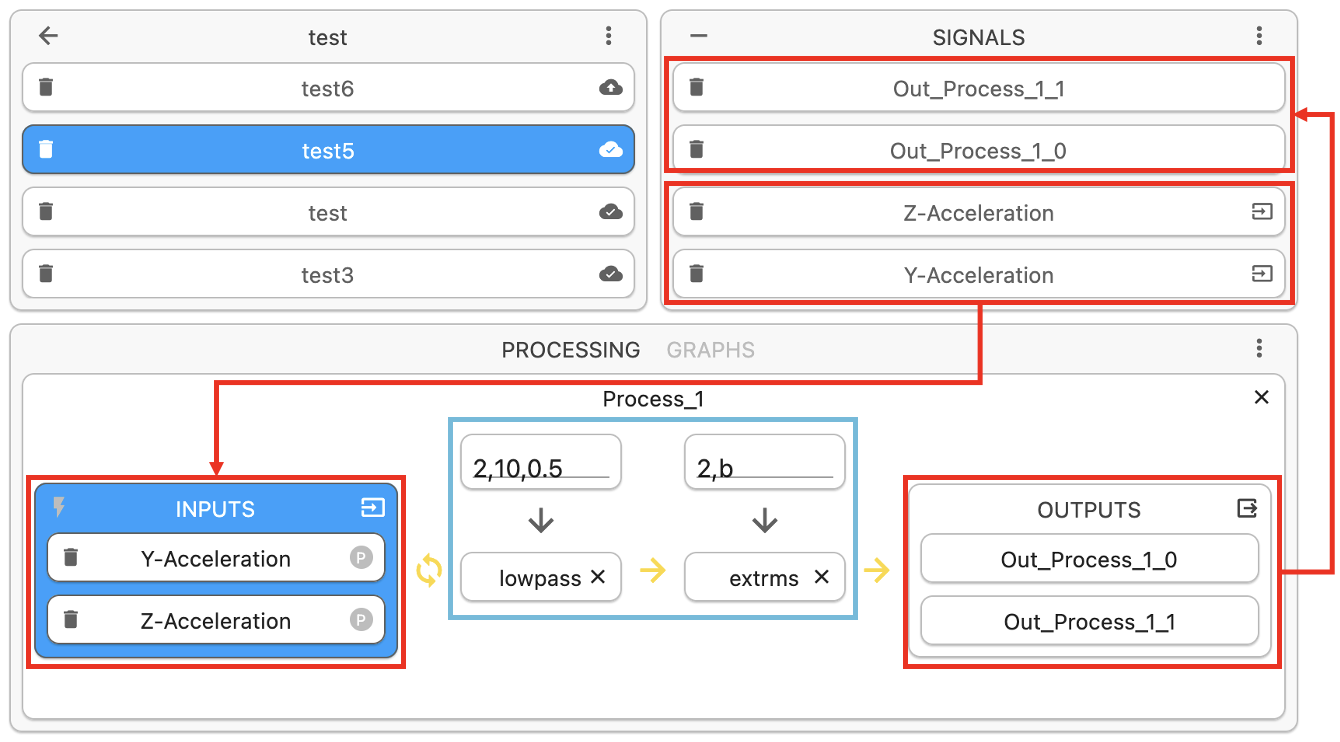 test
test6
test5
test
test3
SIGNALS
Out_Process_1_1
Out_Process_1_0
Z-Acceleration
Y-Acceleration
PROCESSING GRAPHS
Process_1
INPUTS
Y-Acceleration P
Z-Acceleration P
2,10,0.5
lowpass
2,b
extrms
OUTPUTS
Out_Process_1_0
Out_Process_1_1